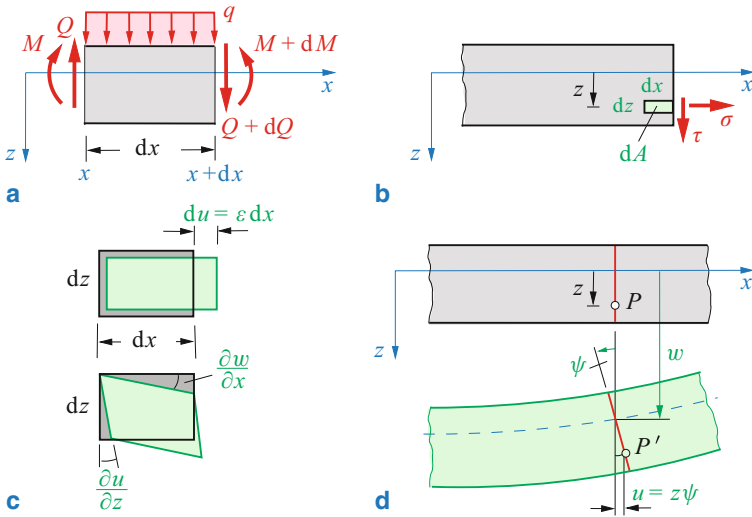 M
Q
q
M + dM
x
Q + dQ
z
dx
x
x + dx
a
z
dx
dz
dA
τ
σ
x
b
du = ε dx
dz
dx
dz
∂w
∂x
∂u
∂z
c
z
P
x
z
w
ψ
P′
u = zψ
d